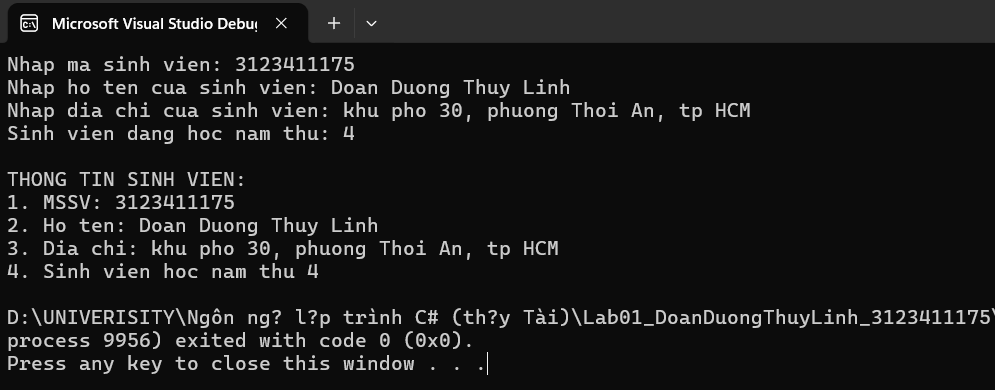 Microsoft Visual Studio Debug
Nhap ma sinh vien: 3123411175
Nhap ho ten cua sinh vien: Doan Duong Thuy Linh
Nhap dia chi cua sinh vien: khu pho 30, phuong Thoi An, tp HCM
Sinh vien dang hoc nam thu: 4
THONG TIN SINH VIEN:
1. MSSV: 3123411175
2. Ho ten: Doan Duong Thuy Linh
3. Dia chi: khu pho 30, phuong Thoi An, tp HCM
4. Sinh vien hoc nam thu 4
D:\UNIVERISITY\Ngôn ng? l?p trình C# (th?y Tài)\Lab01_DoanDuongThuyLinh_3123411175\
process 9956) exited with code 0 (0x0).
Press any key to close this window . . .